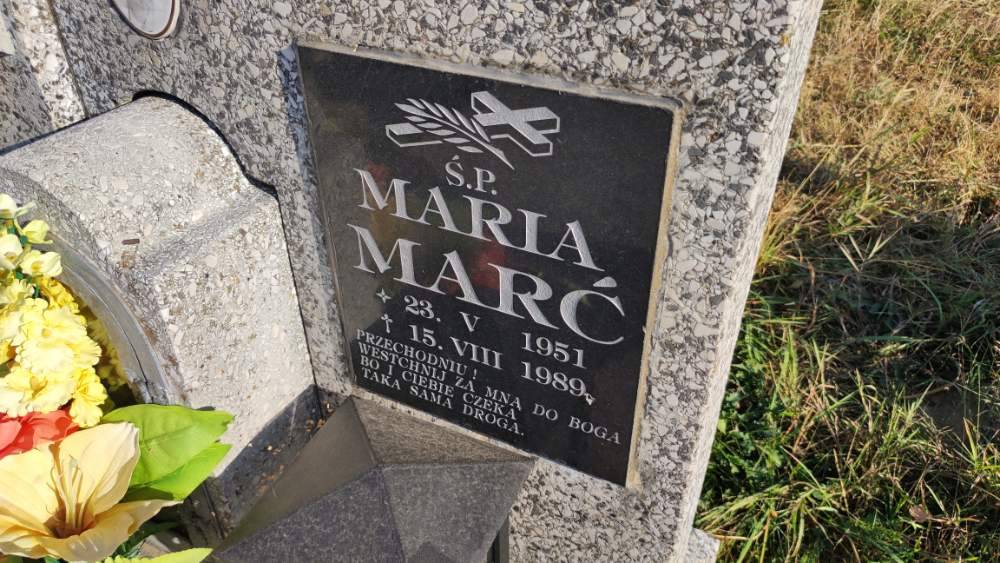 Ś.P.
MARIA
MARĆ
23. V 1951
15. VIII 1989
PRZECHODNIU!
WESTCHNIJ ZA MNĄ DO BOGA
BO I CIEBIE CZEKA
TAKA SAMA DROGA.